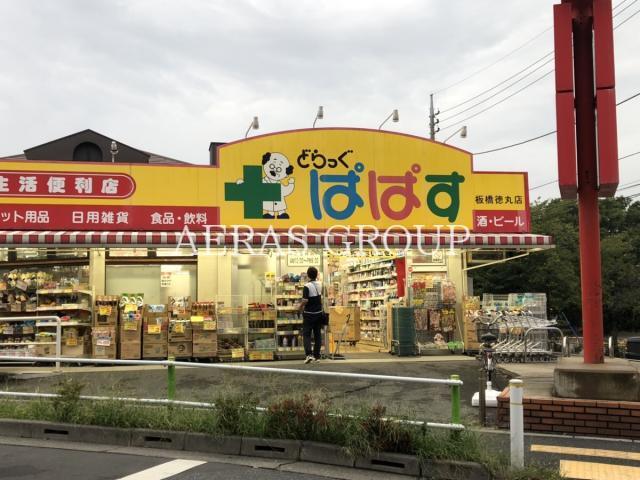 どらっぐ
ぱぱす
板橋徳丸店
生活便利店
ット用品
日用雑貨
食品・飲料
酒・ビール
AERAS GROUP